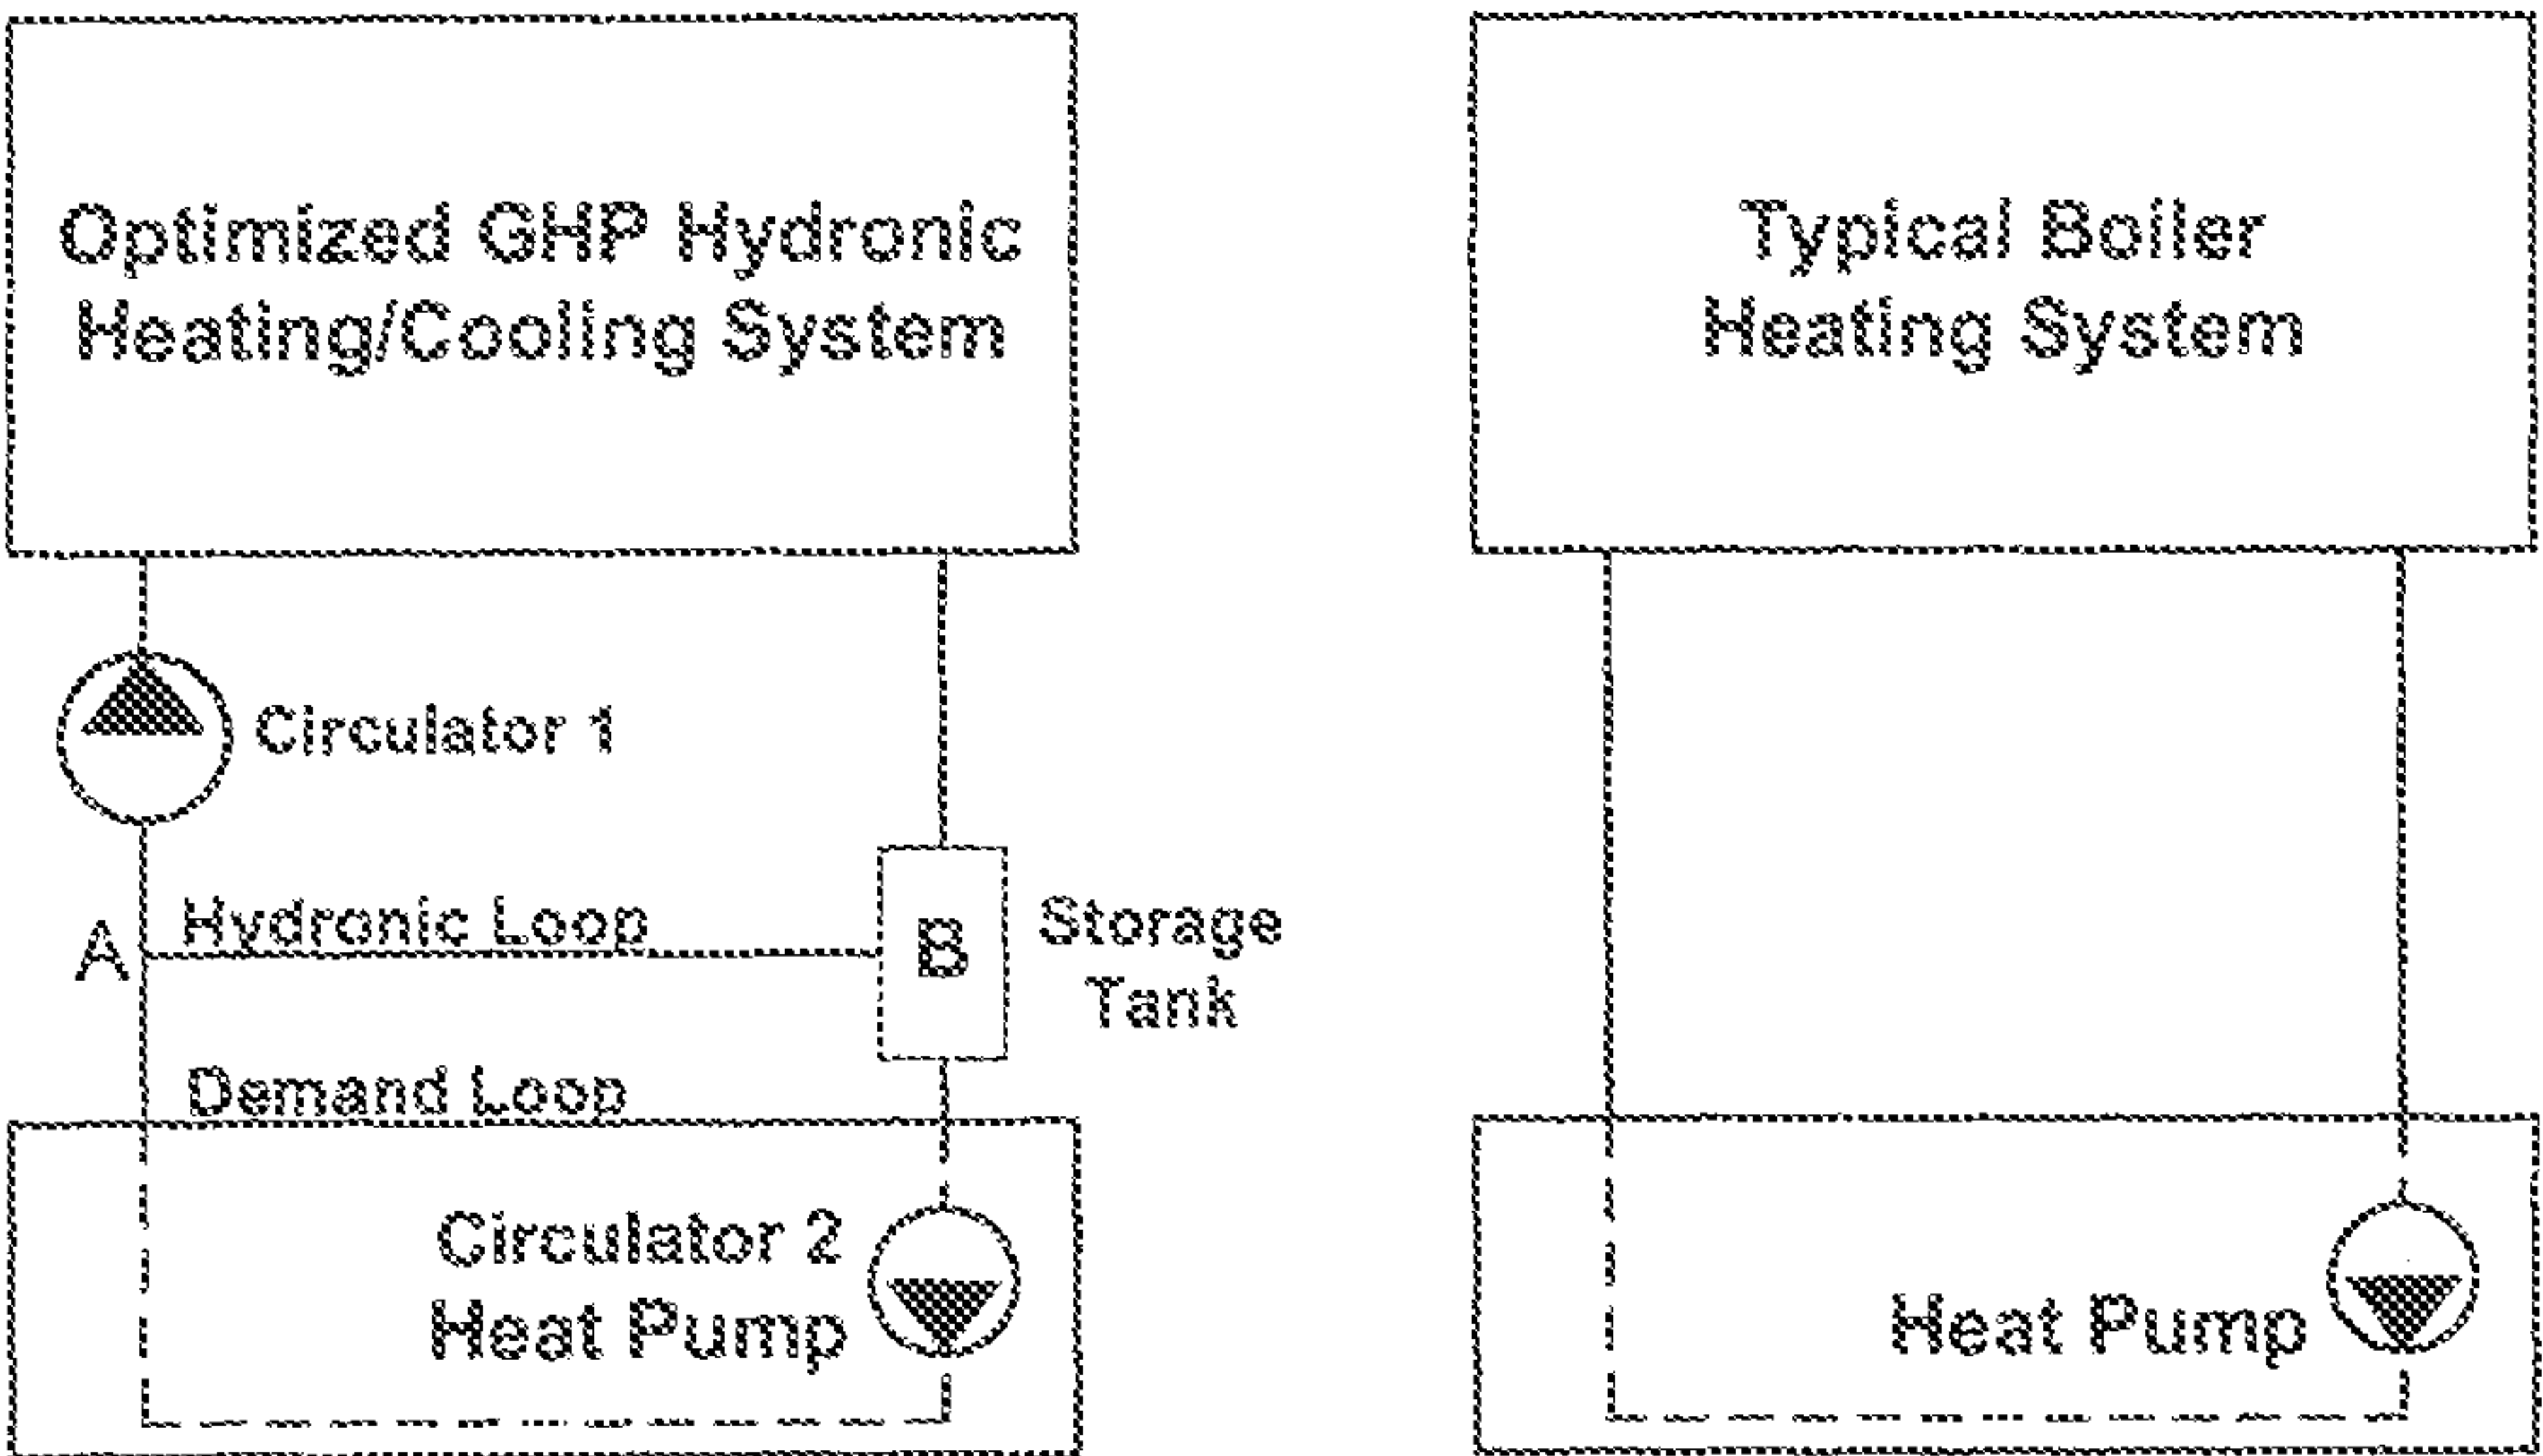 Optimized GHP Hydronic
Heating/Cooling System
Circulator 1
A
Hydronic Loop
B
Storage
Tank
Demand Loop
Circulator 2
Heat Pump
Typical Boiler
Heating System
Heat Pump